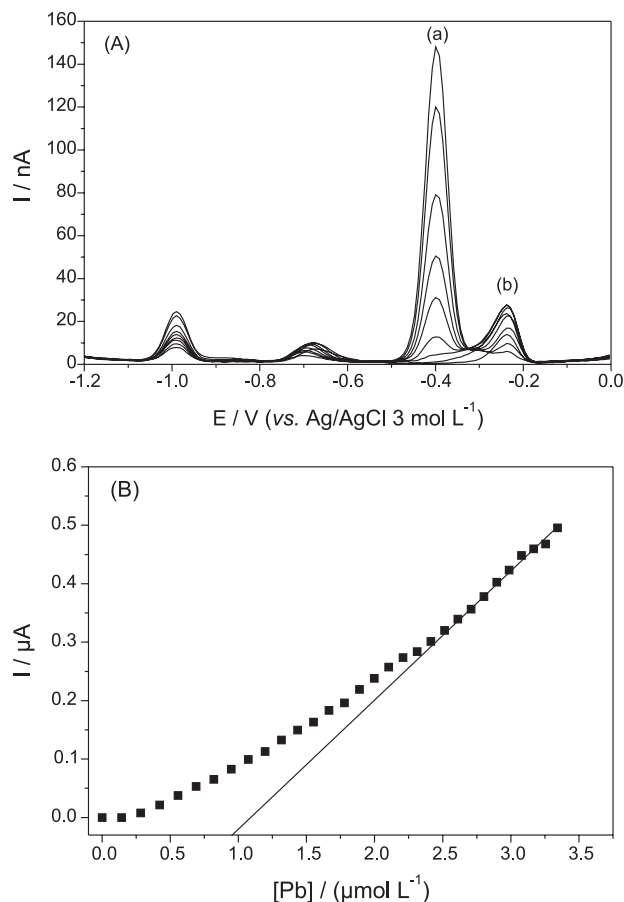 160
(A)
(a)
140
120
100
80
60
40
(b)
20
0
-1.2 -1.0 -0.8 -0.6 -0.4 -0.2 0.0
I / nA
E / V (vs. Ag/AgCl 3 mol L⁻¹)
0.6
(B)
0.5
0.4
0.3
0.2
0.1
0.0
0.0 0.5 1.0 1.5 2.0 2.5 3.0 3.5
I / µA
[Pb] / (µmol L⁻¹)